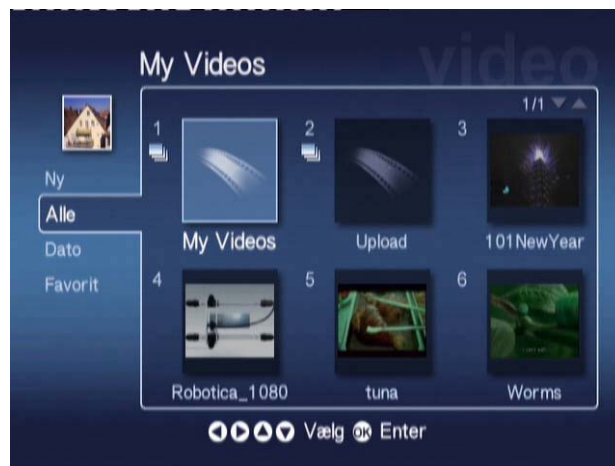 video
My Videos
1/1
1
2
3
My Videos
Upload
101NewYear
Ny
Alle
Dato
Favorit
4
5
6
Robotica_1080
tuna
Worms
Vælg OK Enter